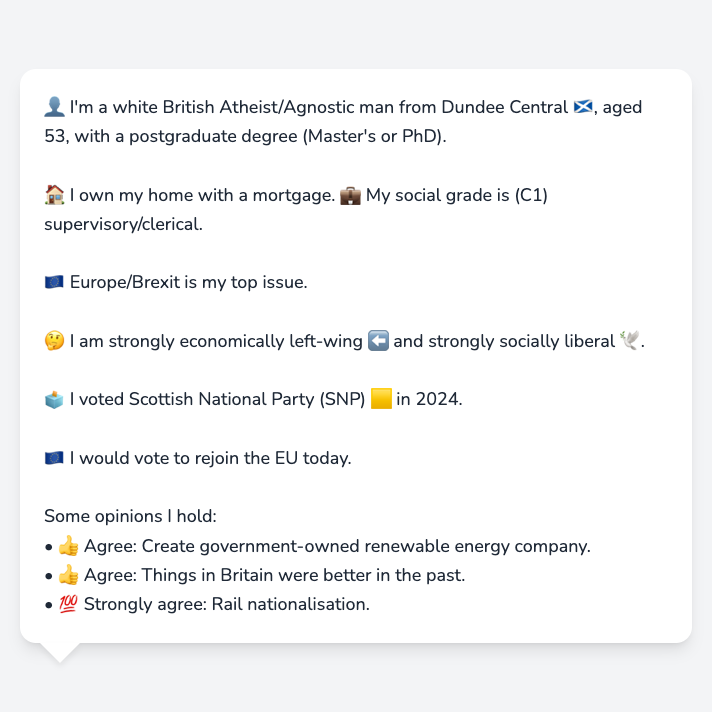 👤 I'm a white British Atheist/Agnostic man from Dundee Central 🏴󠁧󠁢󠁳󠁣󠁴󠁿, aged
53, with a postgraduate degree (Master's or PhD).
🏠 I own my home with a mortgage. 💼 My social grade is (C1)
supervisory/clerical.
🇪🇺 Europe/Brexit is my top issue.
🤔 I am strongly economically left-wing ⬅️ and strongly socially liberal 🕊️.
🗳️ I voted Scottish National Party (SNP) 🟨 in 2024.
🇪🇺 I would vote to rejoin the EU today.
Some opinions I hold:
• 👍 Agree: Create government-owned renewable energy company.
• 👍 Agree: Things in Britain were better in the past.
• 💯 Strongly agree: Rail nationalisation.